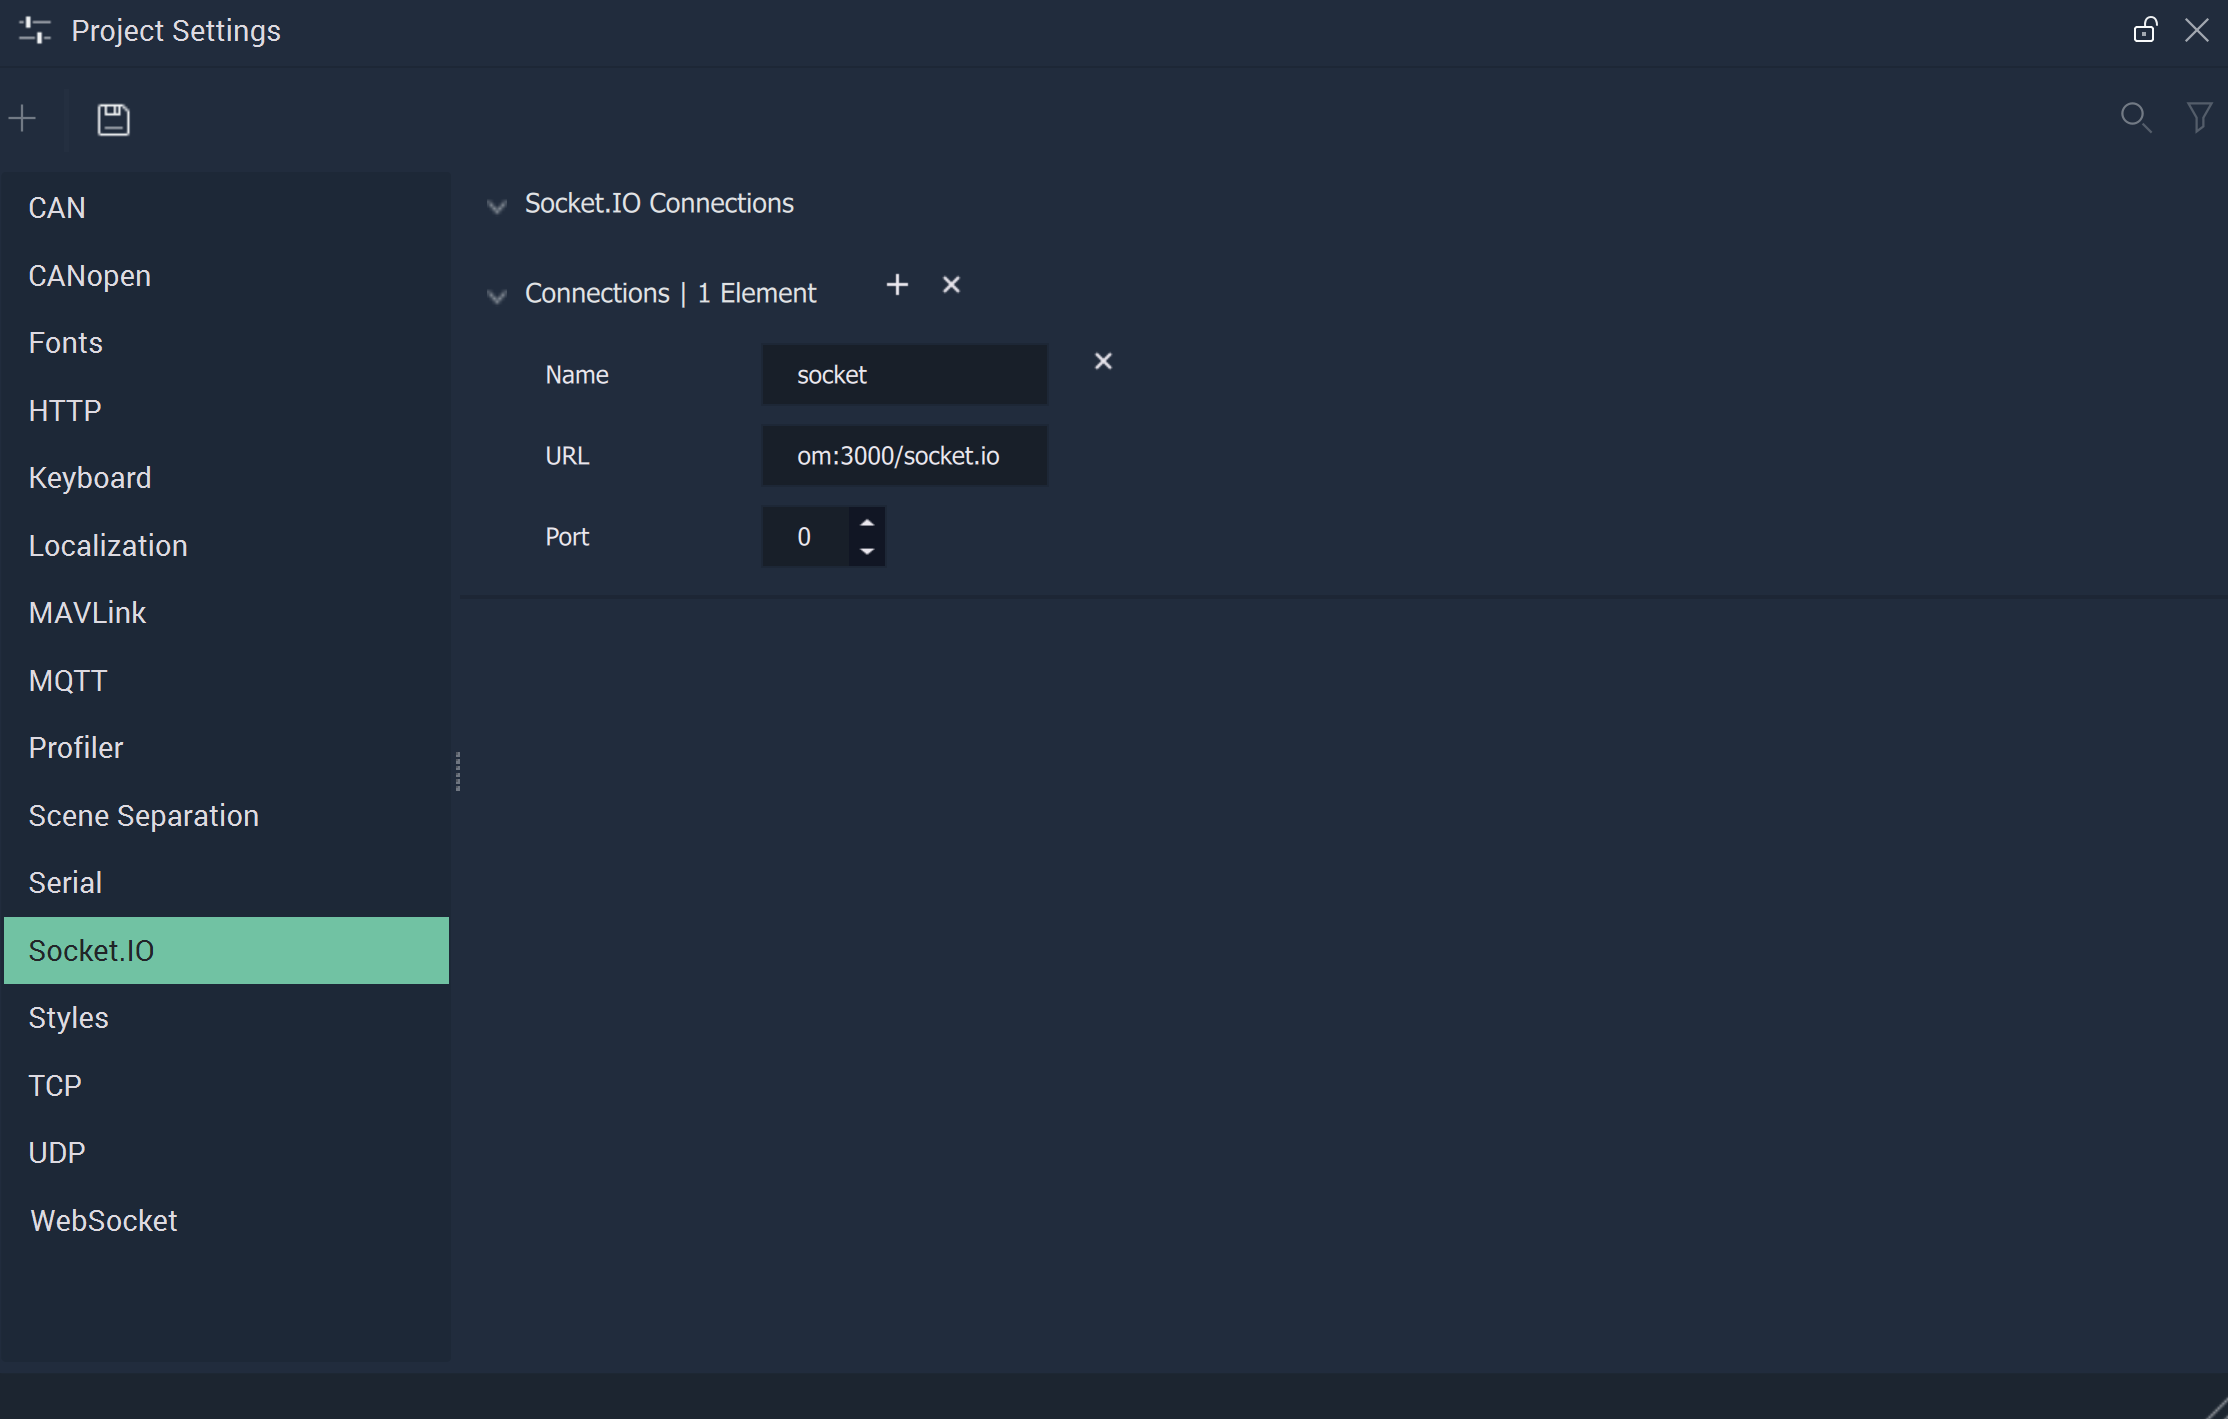 Project Settings
CAN
CANopen
Fonts
HTTP
Keyboard
Localization
MAVLink
MQTT
Profiler
Scene Separation
Serial
Socket.IO
Styles
TCP
UDP
WebSocket
Socket.IO Connections
Connections | 1 Element
Name socket
URL om:3000/socket.io
Port 0